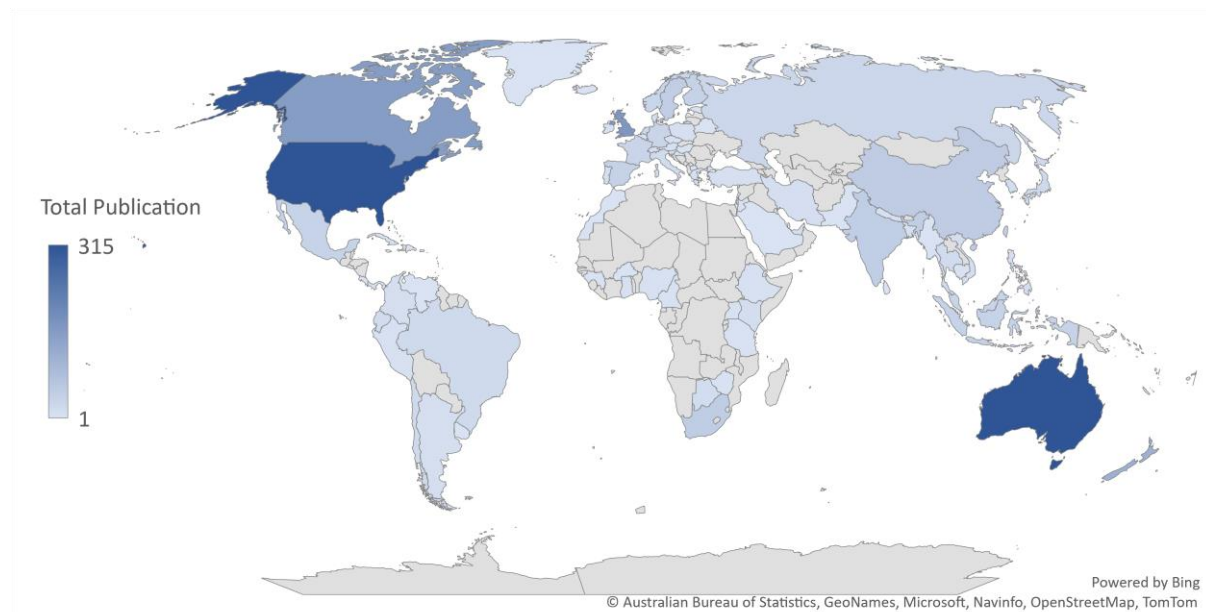 Total Publication
315
1
Powered by Bing
© Australian Bureau of Statistics, GeoNames, Microsoft, Navinfo, OpenStreetMap, TomTom